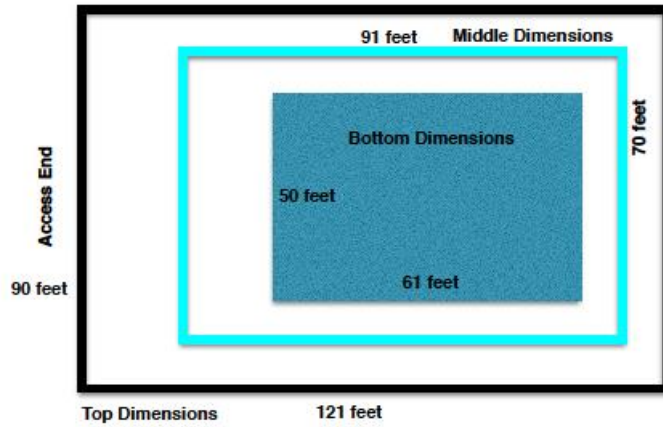 91 feet
Middle Dimensions
70 feet
Bottom Dimensions
Access End
50 feet
61 feet
90 feet
Top Dimensions
121 feet